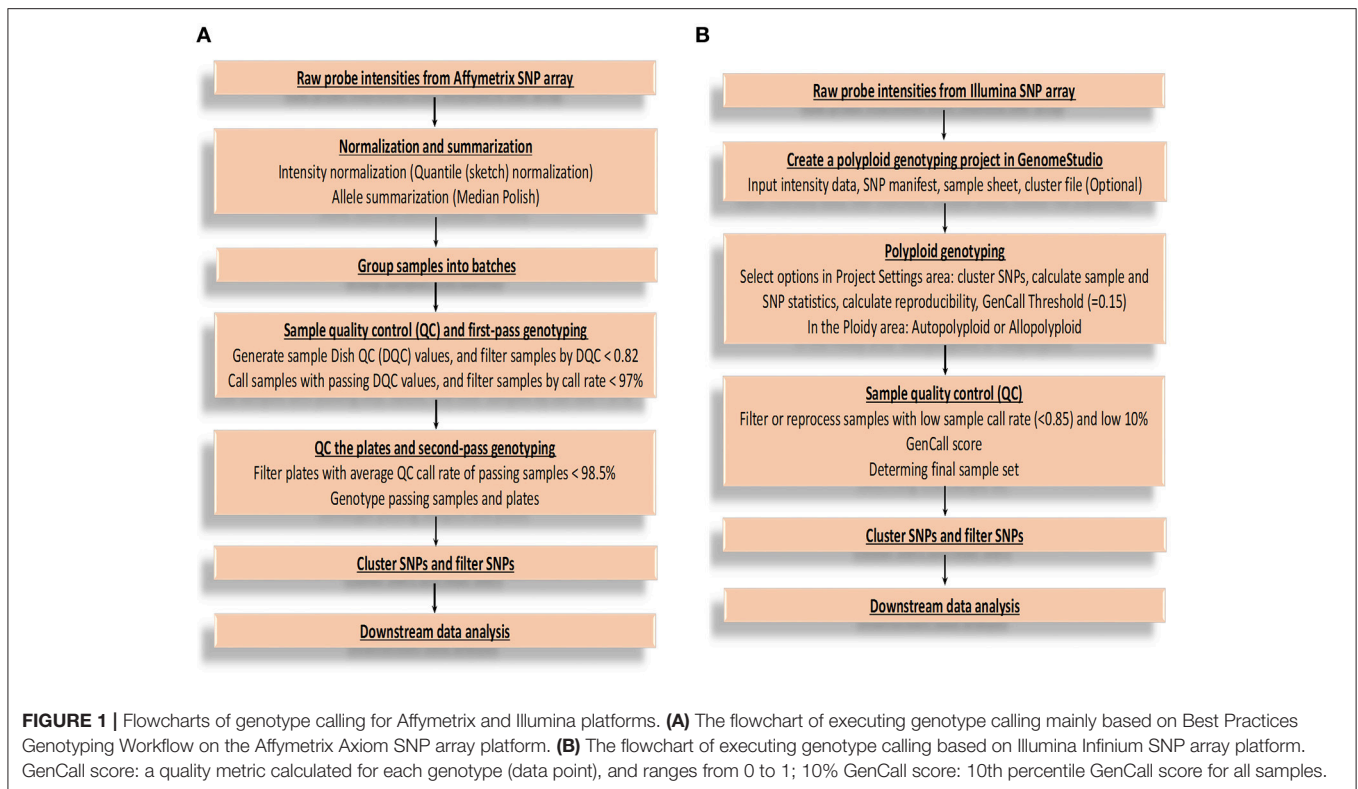 A
Raw probe intensities from Affymetrix SNP array
Normalization and summarization
Intensity normalization (Quantile (sketch) normalization)
Allele summarization (Median Polish)
Group samples into batches
Sample quality control (QC) and first-pass genotyping
Generate sample Dish QC (DQC) values, and filter samples by DQC < 0.82
Call samples with passing DQC values, and filter samples by call rate < 97%
QC the plates and second-pass genotyping
Filter plates with average QC call rate of passing samples < 98.5%
Genotype passing samples and plates
Cluster SNPs and filter SNPs
Downstream data analysis
B
Raw probe intensities from Illumina SNP array
Create a polyploid genotyping project in GenomeStudio
Input intensity data, SNP manifest, sample sheet, cluster file (Optional)
Polyploid genotyping
Select options in Project Settings area: cluster SNPs, calculate sample and
SNP statistics, calculate reproducibility, GenCall Threshold (=0.15)
In the Ploidy area: Autopolyploid or Allopolyploid
Sample quality control (QC)
Filter or reprocess samples with low sample call rate (<0.85) and low 10%
GenCall score
Determing final sample set
Cluster SNPs and filter SNPs
Downstream data analysis
FIGURE 1 | Flowcharts of genotype calling for Affymetrix and Illumina platforms. (A) The flowchart of executing genotype calling mainly based on Best Practices
Genotyping Workflow on the Affymetrix Axiom SNP array platform. (B) The flowchart of executing genotype calling based on Illumina Infinium SNP array platform.
GenCall score: a quality metric calculated for each genotype (data point), and ranges from 0 to 1; 10% GenCall score: 10th percentile GenCall score for all samples.